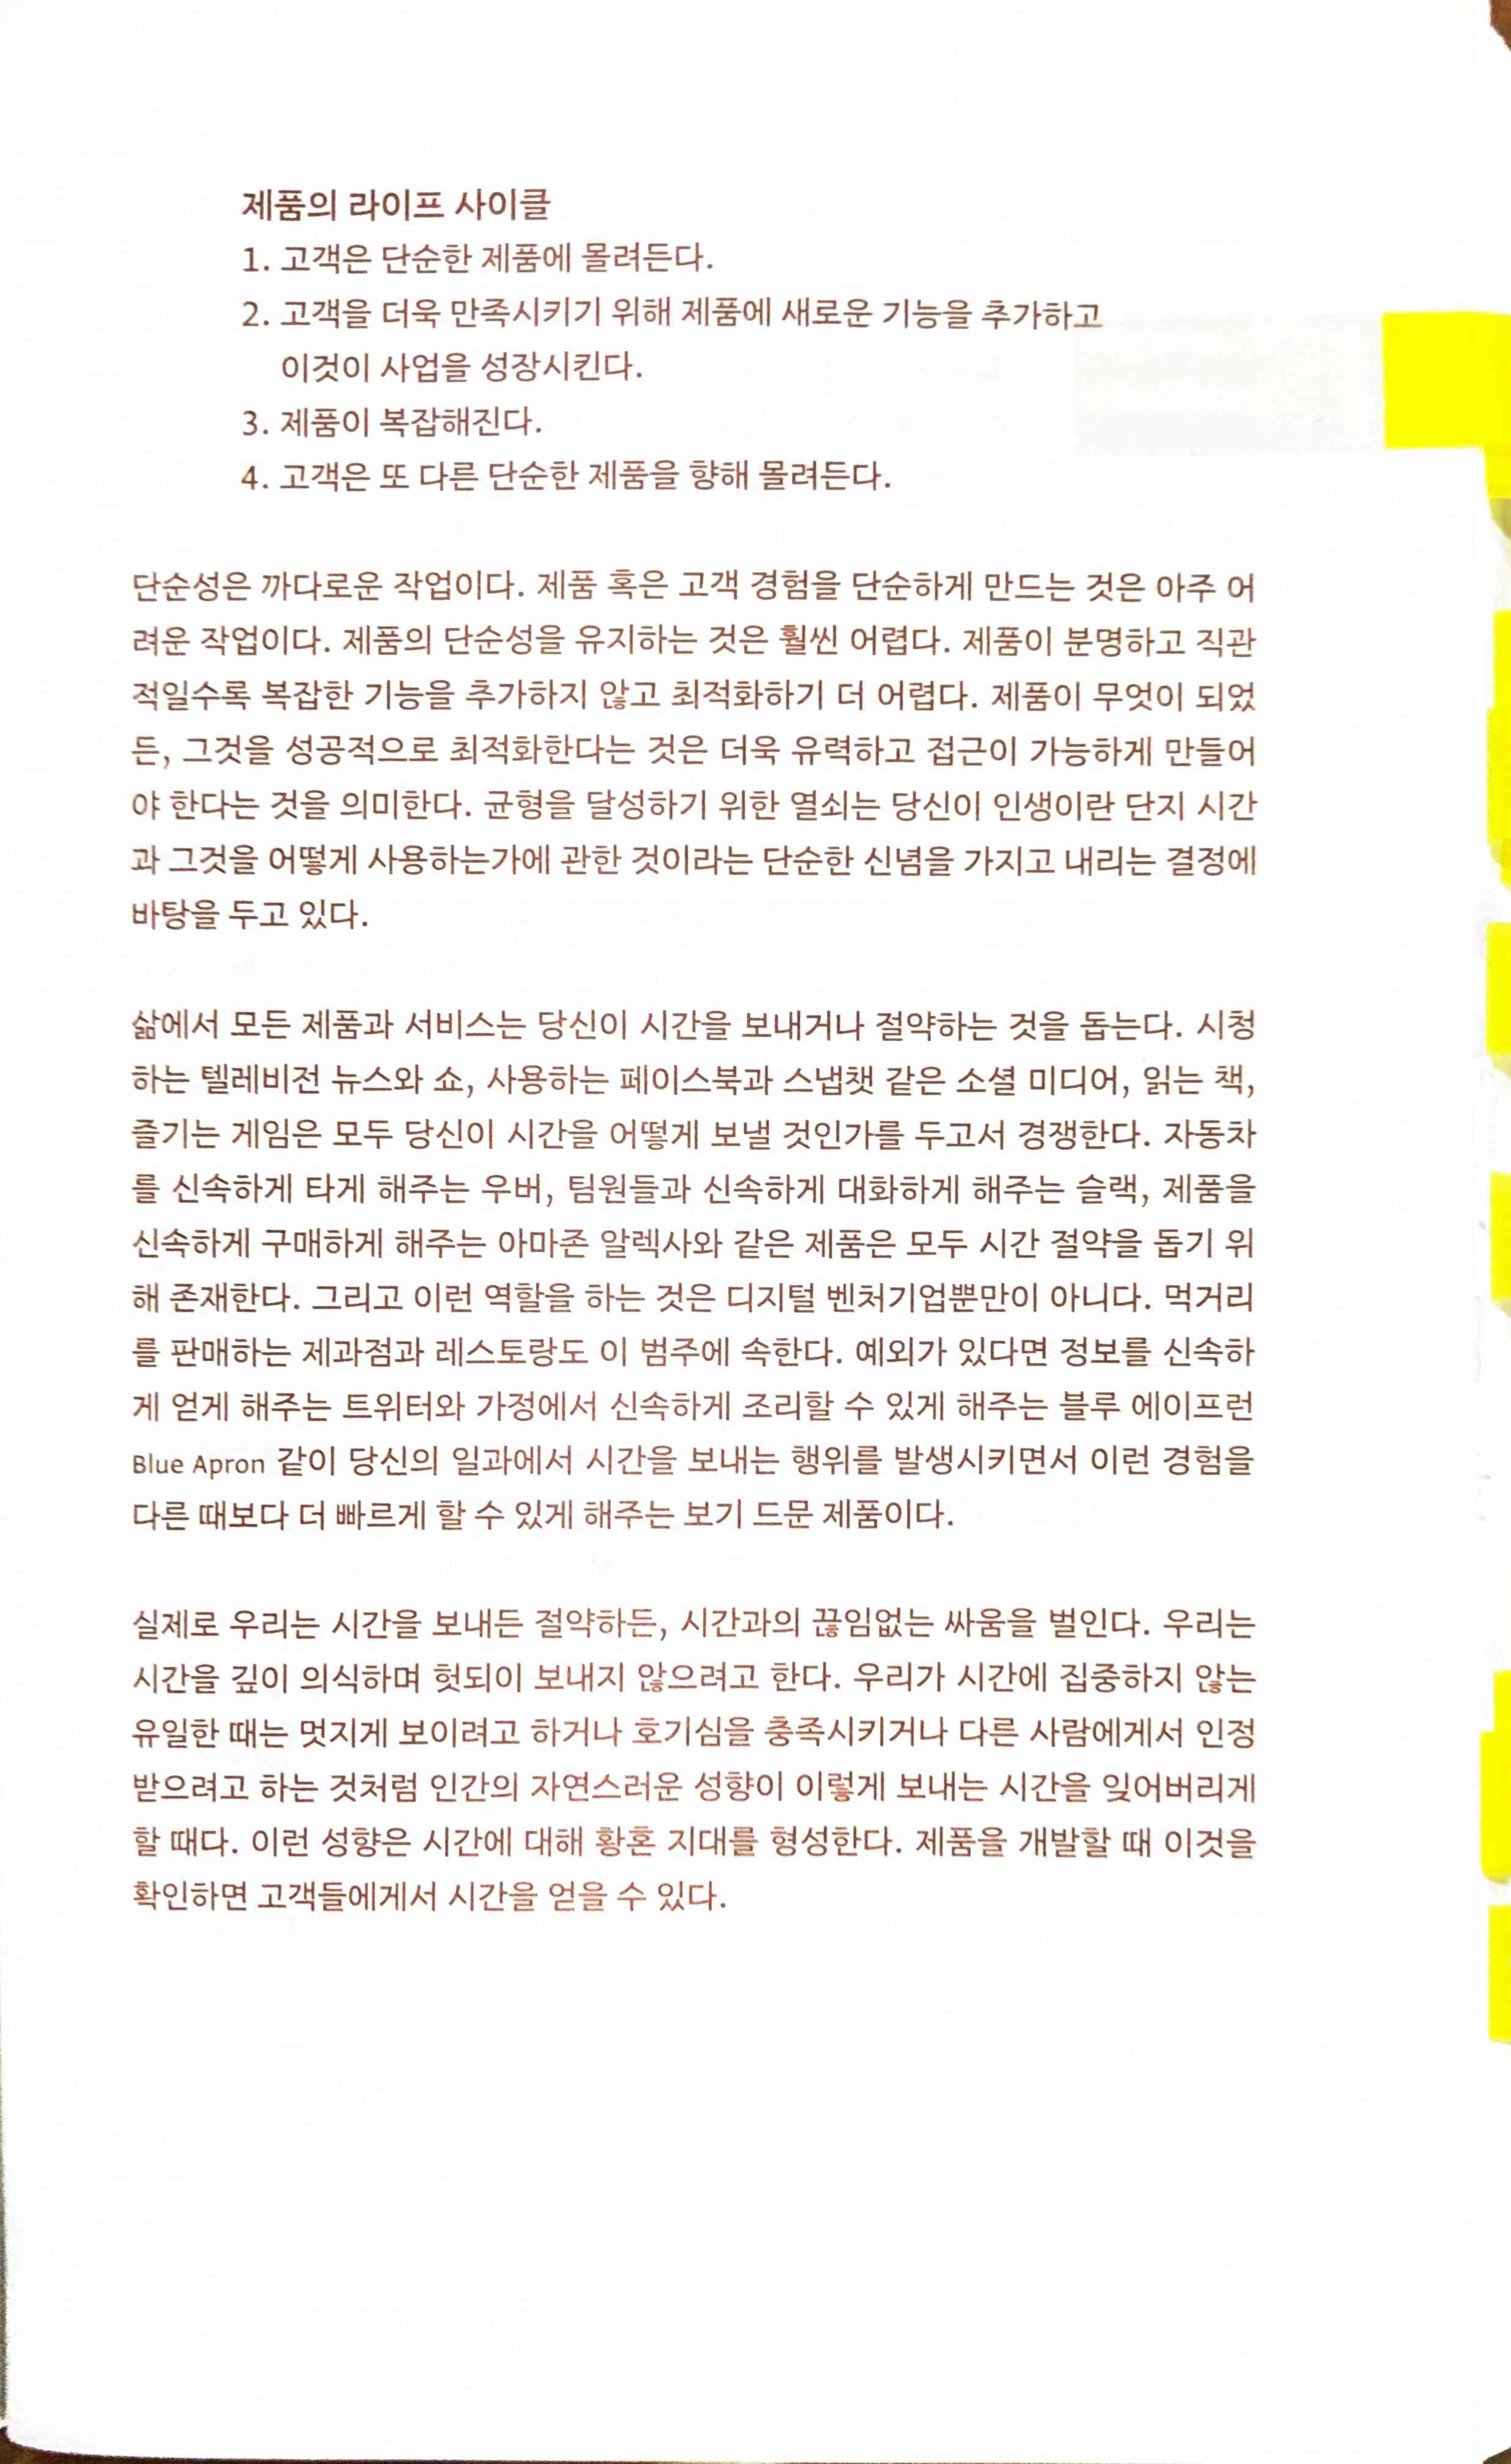 제품의 라이프 사이클
1. 고객은 단순한 제품에 몰려든다.
2. 고객을 더욱 만족시키기 위해 제품에 새로운 기능을 추가하고
이것이 사업을 성장시킨다.
3. 제품이 복잡해진다.
4. 고객은 또 다른 단순한 제품을 향해 몰려든다.
단순성은 까다로운 작업이다. 제품 혹은 고객 경험을 단순하게 만드는 것은 아주 어
려운 작업이다. 제품의 단순성을 유지하는 것은 훨씬 어렵다. 제품이 분명하고 직관
적일수록 복잡한 기능을 추가하지 않고 최적화하기 더 어렵다. 제품이 무엇이 되었
든, 그것을 성공적으로 최적화한다는 것은 더욱 유력하고 접근이 가능하게 만들어
야 한다는 것을 의미한다. 균형을 달성하기 위한 열쇠는 당신이 인생이란 단지 시간
과 그것을 어떻게 사용하는가에 관한 것이라는 단순한 신념을 가지고 내리는 결정에
바탕을 두고 있다.
삶에서 모든 제품과 서비스는 당신이 시간을 보내거나 절약하는 것을 돕는다. 시청
하는 텔레비전 뉴스와 쇼, 사용하는 페이스북과 스냅챗 같은 소셜 미디어, 읽는 책,
즐기는 게임은 모두 당신이 시간을 어떻게 보낼 것인가를 두고서 경쟁한다. 자동차
를 신속하게 타게 해주는 우버, 팀원들과 신속하게 대화하게 해주는 슬랙, 제품을
신속하게 구매하게 해주는 아마존 알렉사와 같은 제품은 모두 시간 절약을 돕기 위
해 존재한다. 그리고 이런 역할을 하는 것은 디지털 벤처기업뿐만이 아니다. 먹거리
를 판매하는 제과점과 레스토랑도 이 범주에 속한다. 예외가 있다면 정보를 신속하
게 얻게 해주는 트위터와 가정에서 신속하게 조리할 수 있게 해주는 블루 에이프런
Blue Apron 같이 당신의 일과에서 시간을 보내는 행위를 발생시키면서 이런 경험을
다른 때보다 더 빠르게 할 수 있게 해주는 보기 드문 제품이다.
실제로 우리는 시간을 보내든 절약하든, 시간과의 끊임없는 싸움을 벌인다. 우리는
시간을 깊이 의식하며 헛되이 보내지 않으려고 한다. 우리가 시간에 집중하지 않는
유일한 때는 멋지게 보이려고 하거나 호기심을 충족시키거나 다른 사람에게서 인정
받으려고 하는 것처럼 인간의 자연스러운 성향이 이렇게 보내는 시간을 잊어버리게
할 때다. 이런 성향은 시간에 대해 황혼 지대를 형성한다. 제품을 개발할 때 이것을
확인하면 고객들에게서 시간을 얻을 수 있다.